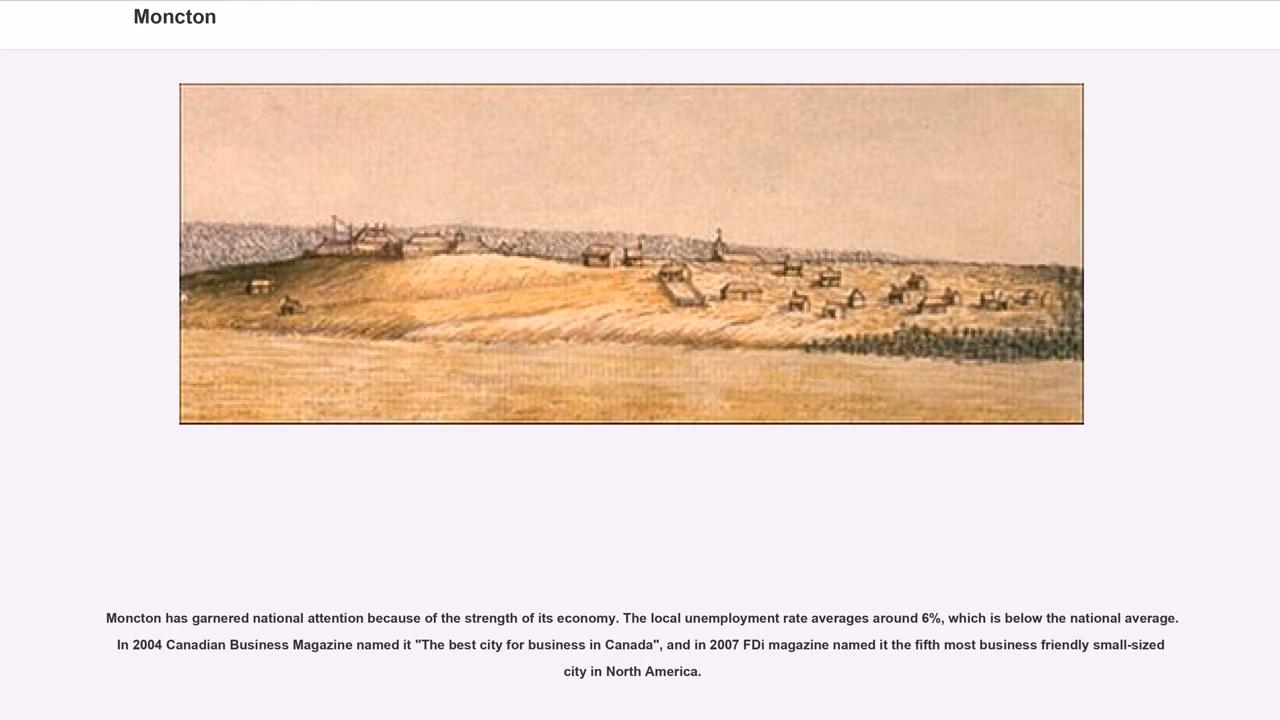 Moncton
Moncton has garnered national attention because of the strength of its economy. The local unemployment rate averages around 6%, which is below the national average.
In 2004 Canadian Business Magazine named it "The best city for business in Canada", and in 2007 FDi magazine named it the fifth most business friendly small-sized
city in North America.